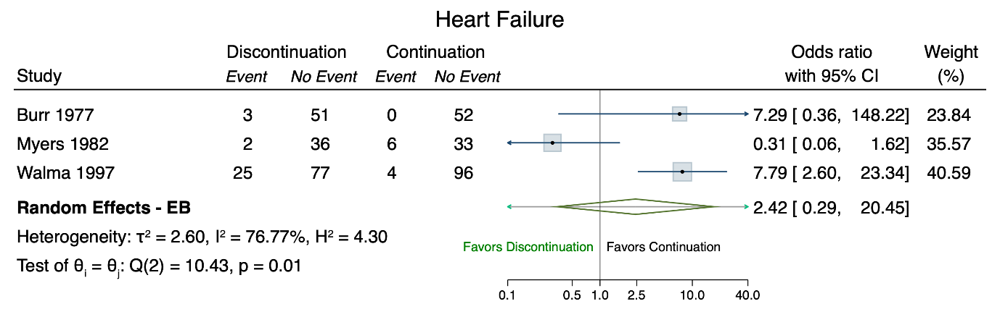 Heart Failure
Discontinuation Continuation Odds ratio Weight
Study Event No Event Event No Event with 95% CI (%)
Burr 1977 3 51 0 52 7.29 [ 0.36, 148.22] 23.84
Myers 1982 2 36 6 33 0.31 [ 0.06, 1.62] 35.57
Walma 1997 25 77 4 96 7.79 [ 2.60, 23.34] 40.59
Random Effects - EB 2.42 [ 0.29, 20.45]
Heterogeneity: τ² = 2.60, I² = 76.77%, H² = 4.30
Favors Discontinuation Favors Continuation
Test of θᵢ = θⱼ: Q(2) = 10.43, p = 0.01
0.1 0.5 1.0 2.5 10.0 40.0